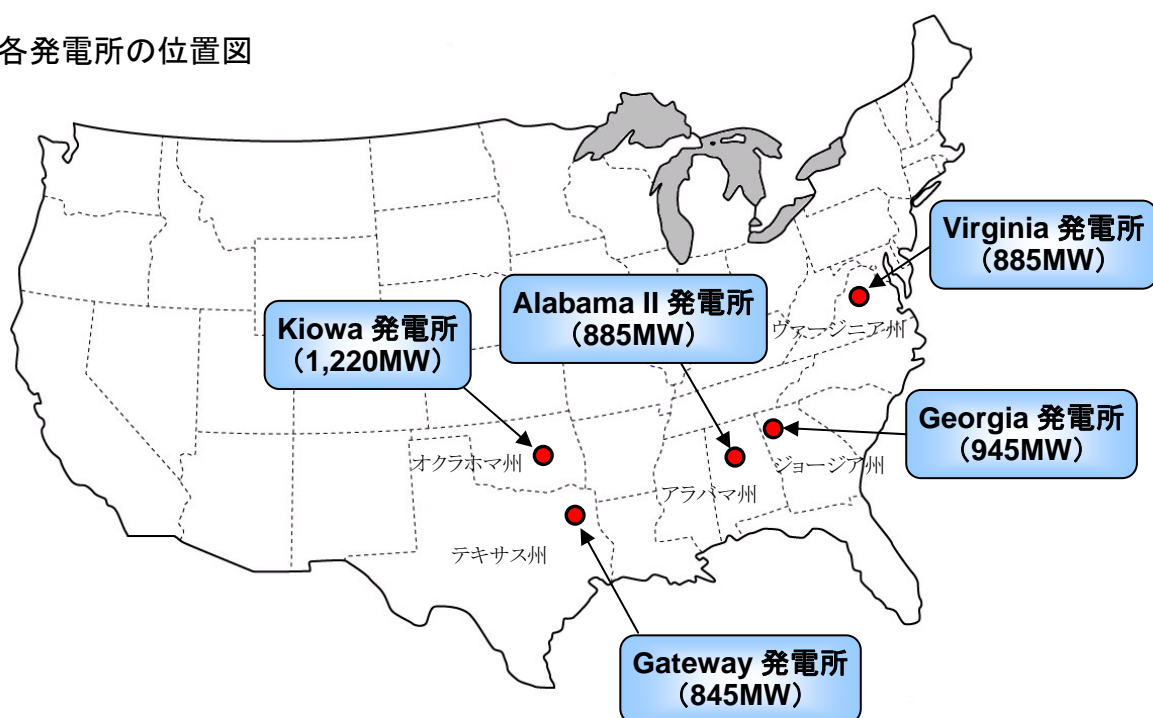 各発電所の位置図
Virginia 発電所
（885MW）
Alabama II 発電所
（885MW）
Kiowa 発電所
（1,220MW）
ヴァージニア州
Georgia 発電所
（945MW）
オクラホマ州
アラバマ州
ジョージア州
テキサス州
Gateway 発電所
（845MW）